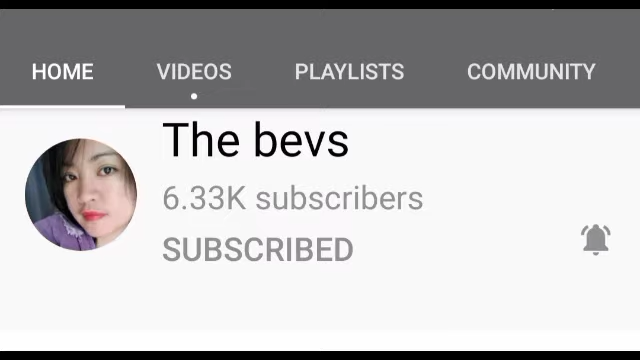 HOME VIDEOS PLAYLISTS COMMUNITY
The bevs
6.33K subscribers
SUBSCRIBED